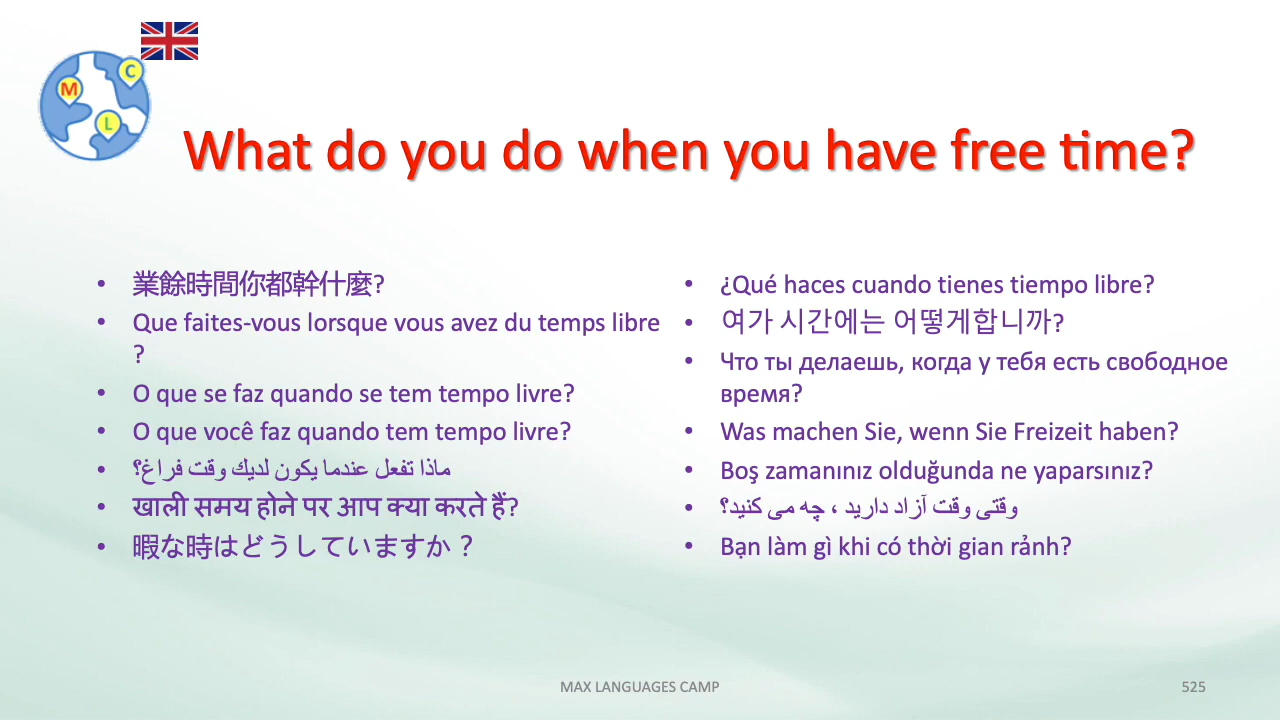 M
C
L
What do you do when you have free time?
• 業餘時間你都幹什麼?
• Que faites-vous lorsque vous avez du temps libre
?
• O que se faz quando se tem tempo livre?
• O que você faz quando tem tempo livre?
• ماذا تفعل عندما يكون لديك وقت فراغ؟
• खाली समय होने पर आप क्या करते हैं?
• 暇な時はどうしていますか？
• ¿Qué haces cuando tienes tiempo libre?
• 여가 시간에는 어떻게합니까?
• Что ты делаешь, когда у тебя есть свободное
время?
• Was machen Sie, wenn Sie Freizeit haben?
• Boş zamanınız olduğunda ne yaparsınız?
• وقتی وقت آزاد دارید ، چه می کنید؟
• Bạn làm gì khi có thời gian rảnh?
MAX LANGUAGES CAMP
525